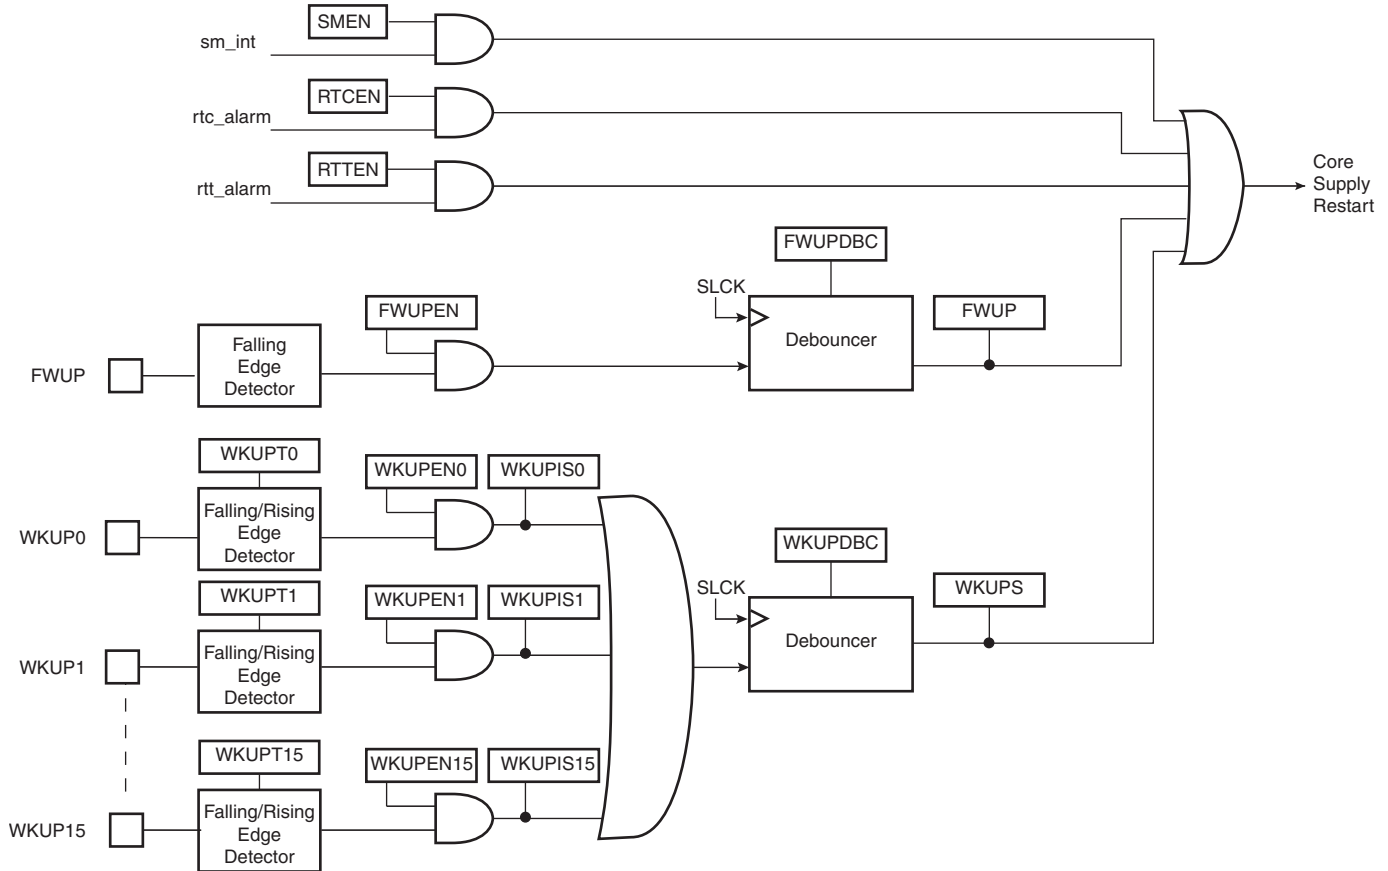 SMEN
sm_int
RTCEN
rtc_alarm
RTTEN
rtt_alarm
Core
Supply
Restart
FWUPDBC
SLCK
FWUPEN
FWUP
Debouncer
Falling
Edge
Detector
FWUP
WKUPT0
WKUPEN0
WKUPIS0
Falling/Rising
Edge
Detector
WKUP0
WKUPDBC
SLCK
WKUPT1
WKUPEN1
WKUPIS1
WKUPS
Debouncer
Falling/Rising
Edge
Detector
WKUP1
WKUPT15
WKUPEN15
WKUPIS15
Falling/Rising
Edge
Detector
WKUP15